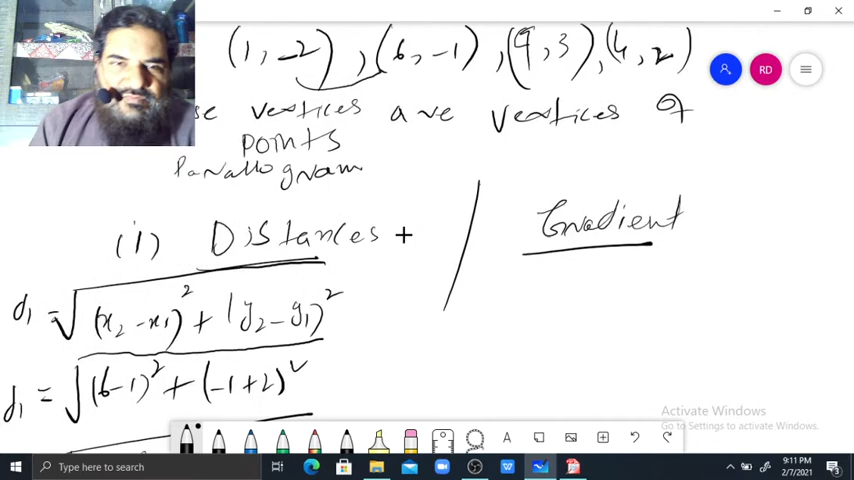 (1, -2), (6, -1), (9, 3), (4, 2)
se vertices are vertices of
points
Parallogram
(i) Distances + / Gradient
d₁ = √(x₂ - x₁)² + (y₂ - y₁)²
d₁ = √(6-1)² + (-1+2)²
RD
A
Activate Windows
Go to Settings to activate Windows.
Type here to search
W
9:11 PM
2/7/2021
3